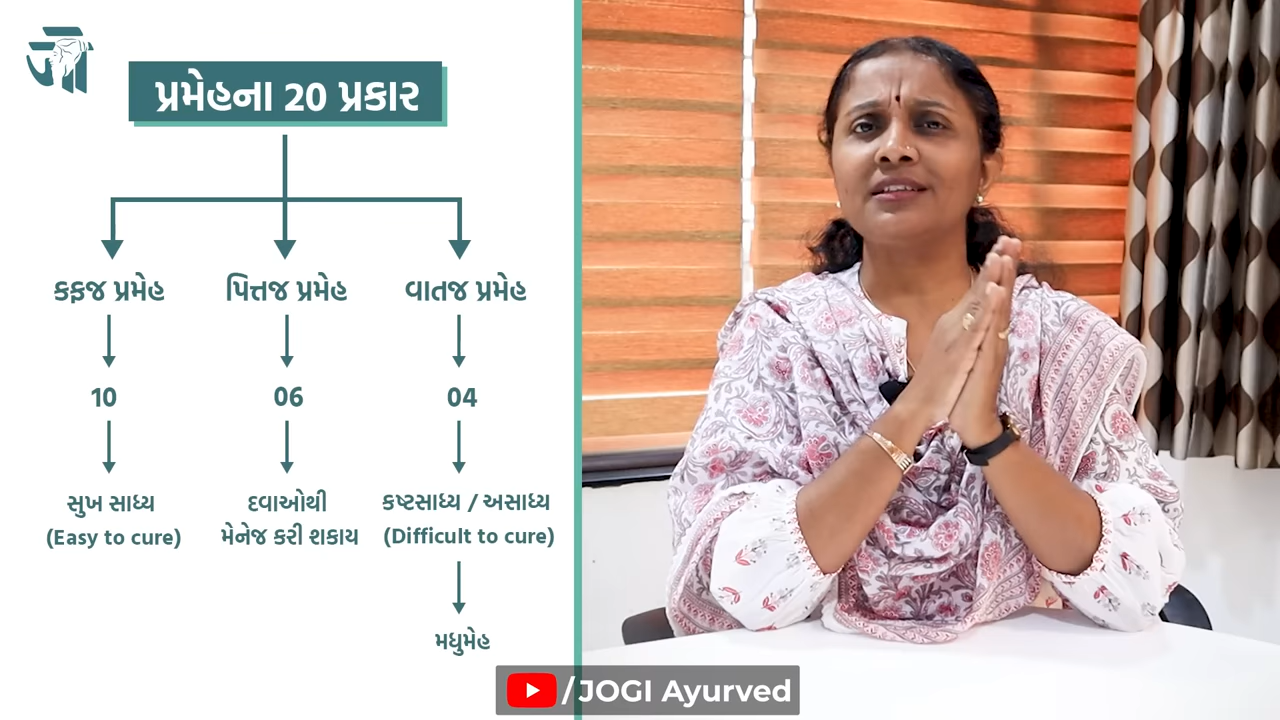 પ્રમેહના 20 પ્રકાર
કફજ પ્રમેહ
પિત્તજ પ્રમેહ
વાતજ પ્રમેહ
10
06
04
સુખ સાધ્ય
(Easy to cure)
દવાઓથી
મેનેજ કરી શકાય
કષ્ટસાધ્ય / અસાધ્ય
(Difficult to cure)
મધુમેહ
/JOGI Ayurved